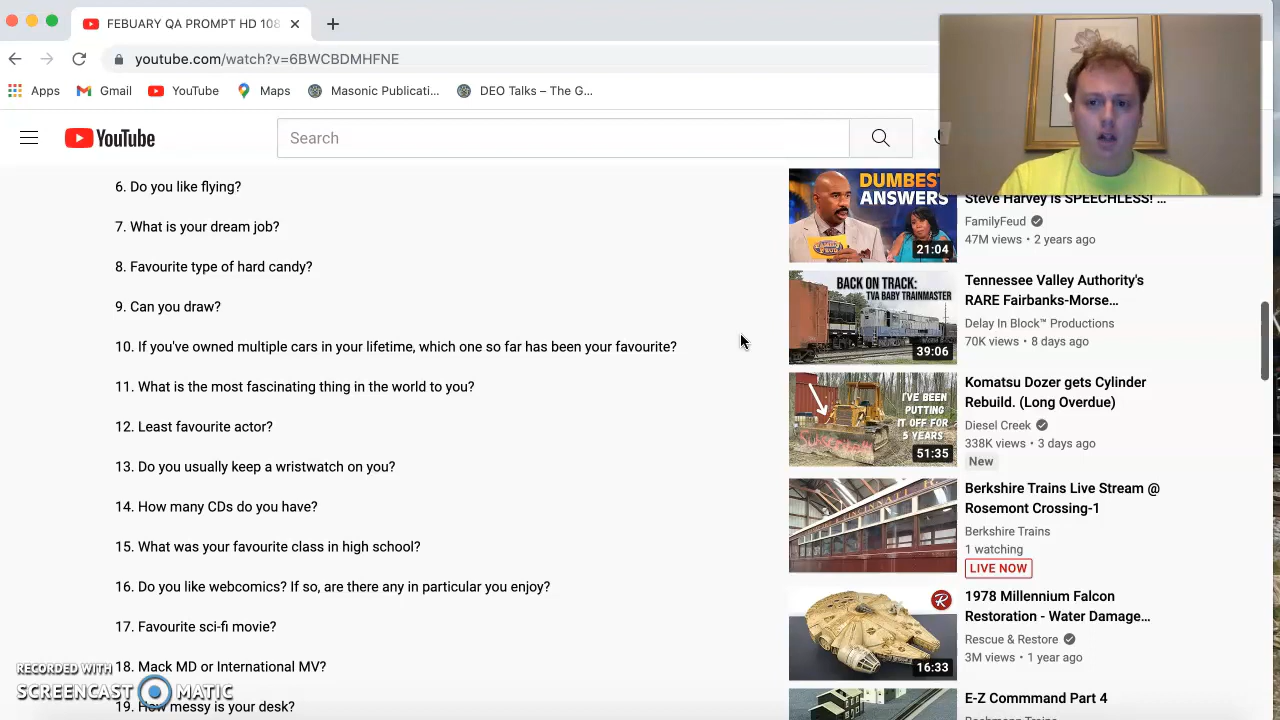 FEBUARY QA PROMPT HD 108
youtube.com/watch?v=6BWCBDMHFNE
Apps
Gmail
YouTube
Maps
Masonic Publicati...
DEO Talks – The G...
YouTube
Search
6. Do you like flying?
7. What is your dream job?
8. Favourite type of hard candy?
9. Can you draw?
10. If you've owned multiple cars in your lifetime, which one so far has been your favourite?
11. What is the most fascinating thing in the world to you?
12. Least favourite actor?
13. Do you usually keep a wristwatch on you?
14. How many CDs do you have?
15. What was your favourite class in high school?
16. Do you like webcomics? If so, are there any in particular you enjoy?
17. Favourite sci-fi movie?
18. Mack MD or International MV?
19. How messy is your desk?
RECORDED WITH
SCREENCAST MATIC
DUMBEST
ANSWERS
21:04
Steve Harvey is SPEECHLESS! ...
FamilyFeud
47M views • 2 years ago
BACK ON TRACK:
TVA BABY TRAINMASTER
39:06
Tennessee Valley Authority's
RARE Fairbanks-Morse...
Delay In Block™ Productions
70K views • 8 days ago
I'VE BEEN
PUTTING
IT OFF FOR
5 YEARS
51:35
Komatsu Dozer gets Cylinder
Rebuild. (Long Overdue)
Diesel Creek
338K views • 3 days ago
New
Berkshire Trains Live Stream @
Rosemont Crossing-1
Berkshire Trains
1 watching
LIVE NOW
R
16:33
1978 Millennium Falcon
Restoration - Water Damage...
Rescue & Restore
3M views • 1 year ago
E-Z Commmand Part 4
Bachmann Trains